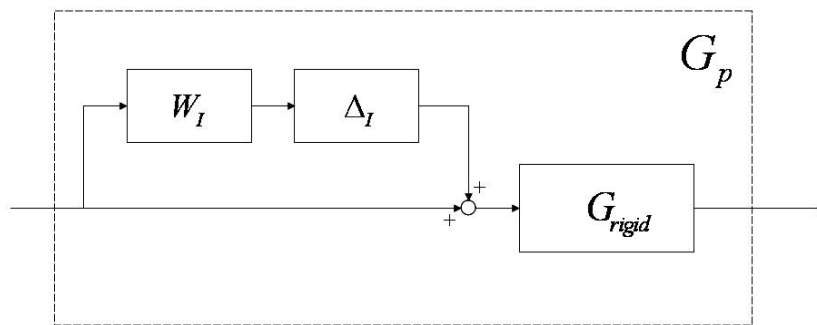 G_p
W_I
Δ_I
+
+
G_rigid